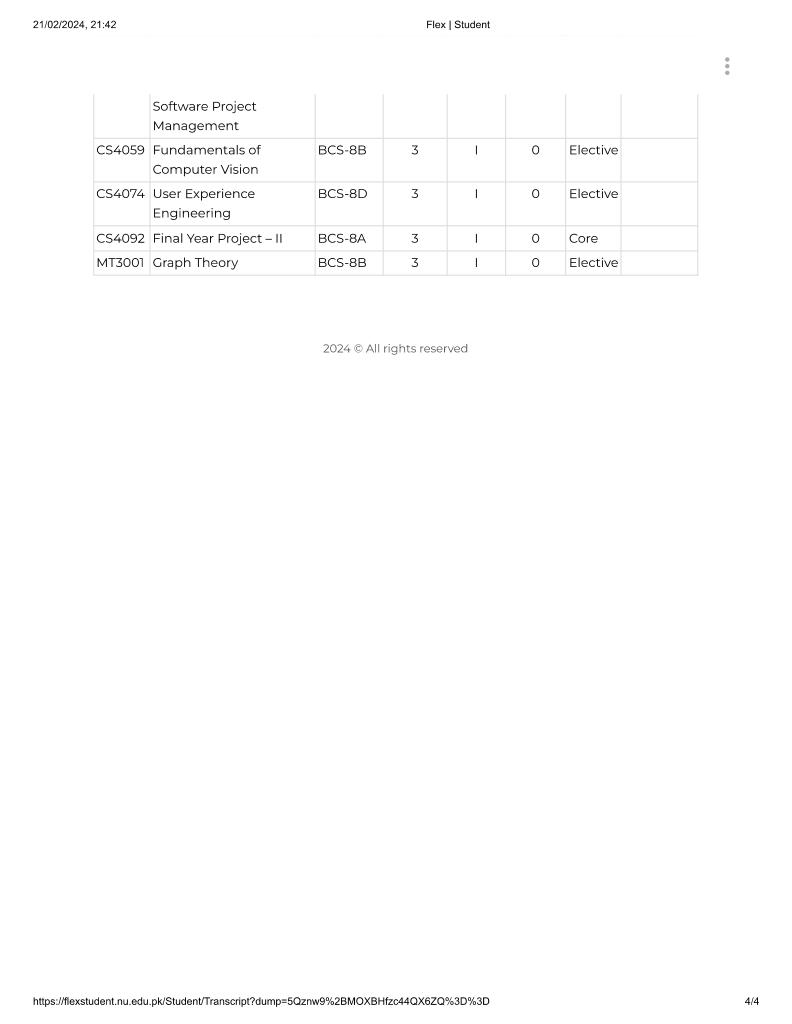 21/02/2024, 21:42 Flex | Student
Software Project
Management
CS4059 Fundamentals of BCS-8B 3 I 0 Elective
Computer Vision
CS4074 User Experience BCS-8D 3 I 0 Elective
Engineering
CS4092 Final Year Project – II BCS-8A 3 I 0 Core
MT3001 Graph Theory BCS-8B 3 I 0 Elective
2024 © All rights reserved
https://flexstudent.nu.edu.pk/Student/Transcript?dump=5Qznw9%2BMOXBHfzc44QX6ZQ%3D%3D 4/4